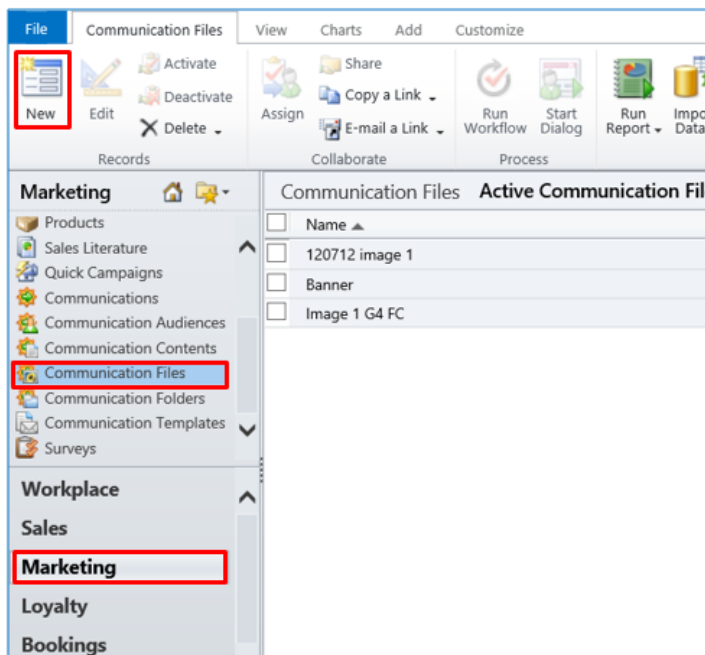 File Communication Files View Charts Add Customize
New
Edit
Activate
Deactivate
Delete
Assign
Share
Copy a Link
E-mail a Link
Run Workflow
Start Dialog
Run Report
Records Collaborate Process
Marketing
Products
Sales Literature
Quick Campaigns
Communications
Communication Audiences
Communication Contents
Communication Files
Communication Folders
Communication Templates
Surveys
Workplace
Sales
Marketing
Loyalty
Bookings
Communication Files Active Communication Fil
Name
120712 image 1
Banner
Image 1 G4 FC